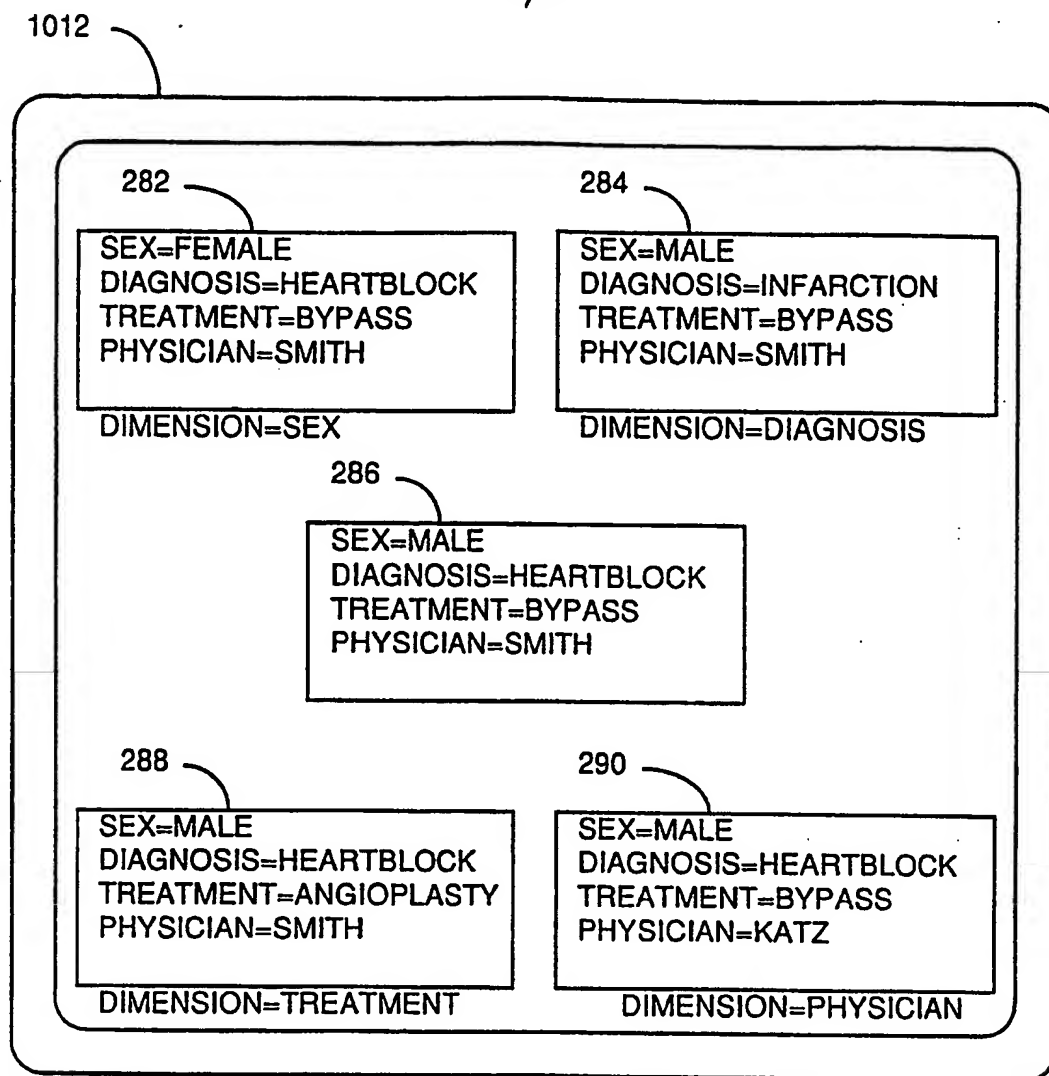 1012
282
SEX=FEMALE
DIAGNOSIS=HEARTBLOCK
TREATMENT=BYPASS
PHYSICIAN=SMITH
DIMENSION=SEX
284
SEX=MALE
DIAGNOSIS=INFARCTION
TREATMENT=BYPASS
PHYSICIAN=SMITH
DIMENSION=DIAGNOSIS
286
SEX=MALE
DIAGNOSIS=HEARTBLOCK
TREATMENT=BYPASS
PHYSICIAN=SMITH
288
SEX=MALE
DIAGNOSIS=HEARTBLOCK
TREATMENT=ANGIOPLASTY
PHYSICIAN=SMITH
DIMENSION=TREATMENT
290
SEX=MALE
DIAGNOSIS=HEARTBLOCK
TREATMENT=BYPASS
PHYSICIAN=KATZ
DIMENSION=PHYSICIAN